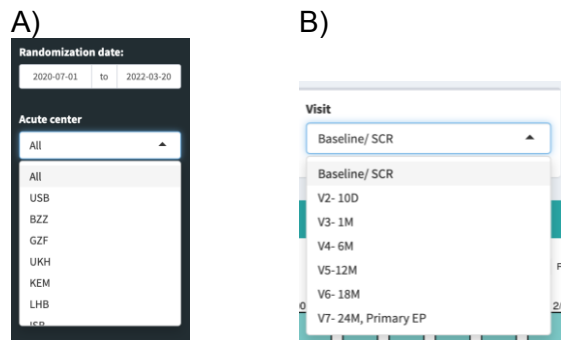 A)
Randomization date:
2020-07-01 to 2022-03-20
Acute center
All
All
USB
BZZ
GZF
UKH
KEM
LHB
B)
Visit
Baseline/ SCR
Baseline/ SCR
V2- 10D
V3- 1M
V4- 6M
V5-12M
V6- 18M
V7- 24M, Primary EP